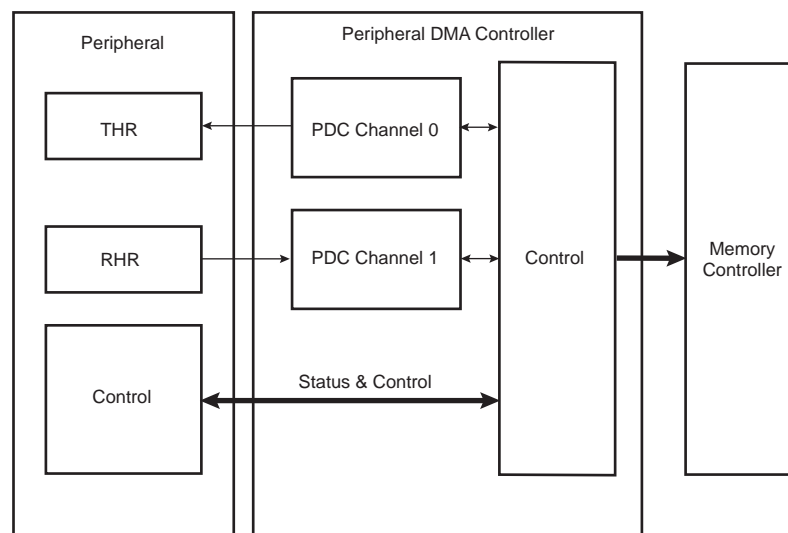 Peripheral
Peripheral DMA Controller
THR
PDC Channel 0
RHR
PDC Channel 1
Control
Memory
Controller
Control
Status & Control